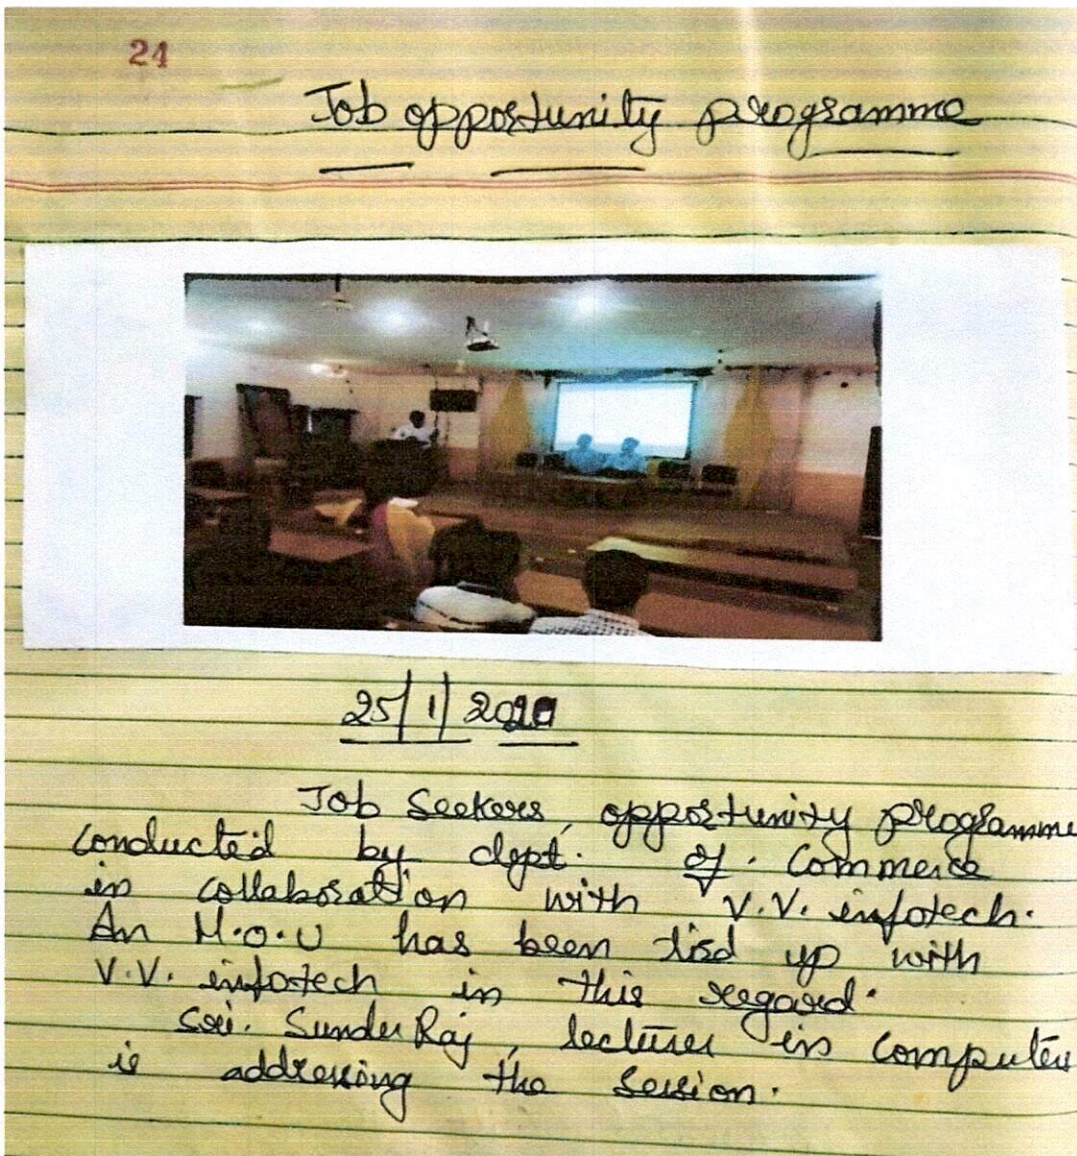 24
Job opportunity programme
25/1/2020
Job Seekers, opportunity programme
conducted by dept. of. Commerce
in collaboration with V.V. infotech.
An M.O.U has been tied up with
V.V. infotech in this regard.
Sri. Sunder Raj, lecturer in computer
is addressing the session.